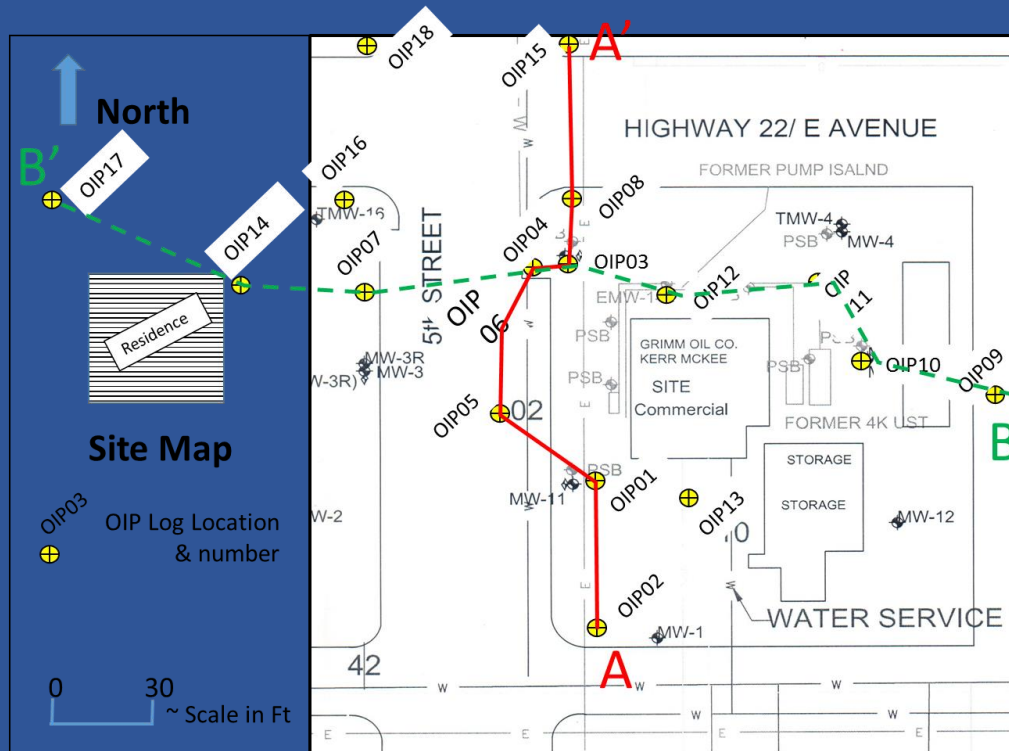 A'
OIP18
OIP15
North
HIGHWAY 22/ E AVENUE
B'
OIP17
OIP16
FORMER PUMP ISALND
OIP14
TMW-16
OIP08
TMW-4
PSB
MW-4
OIP07
5th STREET
OIP04
OIP03
OIP
06
EMW-1
OIP12
OIP
11
Residence
PSB
GRIMM OIL CO.
KERR MCKEE
SITE
Commercial
PSB
OIP10
OIP09
MW-3R
MW-3
W-3R)
PSB
OIP05
02
FORMER 4K UST
B
Site Map
PSB
MW-11
OIP01
OIP13
STORAGE
STORAGE
OIP03
OIP Log Location
& number
W-2
MW-12
OIP02
MW-1
WATER SERVICE
42
A
0 30
~ Scale in Ft
W W W W
W W
E E E E